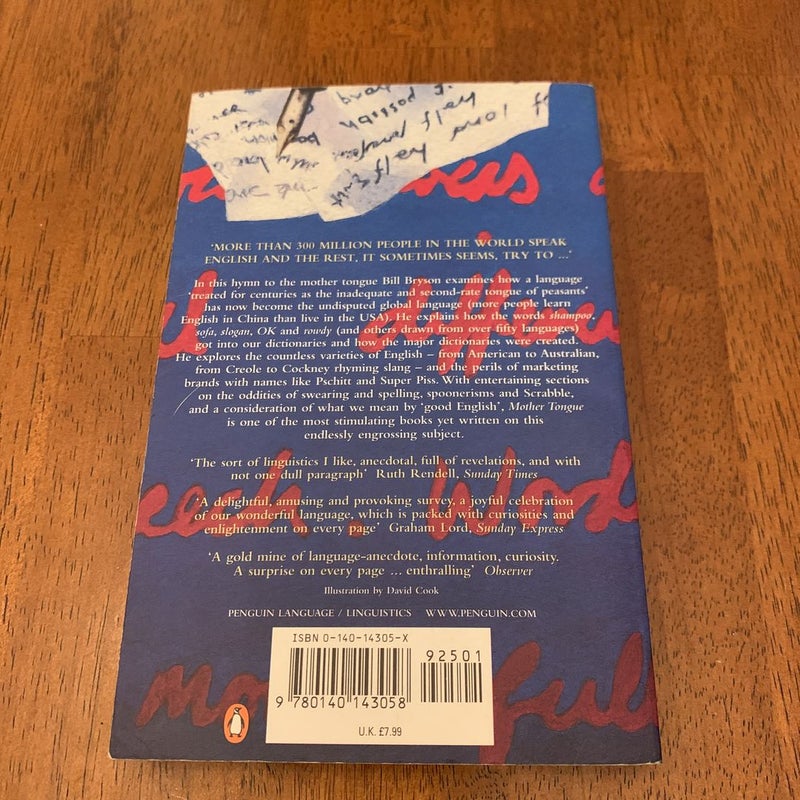 'MORE THAN 300 MILLION PEOPLE IN THE WORLD SPEAK
ENGLISH AND THE REST, IT SOMETIMES SEEMS, TRY TO ...'
In this hymn to the mother tongue Bill Bryson examines how a language
'treated for centuries as the inadequate and second-rate tongue of peasants'
has now become the undisputed global language (more people learn
English in China than live in the USA). He explains how the words shampoo,
sofa, slogan, OK and rowdy (and others drawn from over fifty languages)
got into our dictionaries and how the major dictionaries were created.
He explores the countless varieties of English – from American to Australian,
from Creole to Cockney rhyming slang – and the perils of marketing
brands with names like Pschitt and Super Piss. With entertaining sections
on the oddities of swearing and spelling, spoonerisms and Scrabble,
and a consideration of what we mean by 'good English', Mother Tongue
is one of the most stimulating books yet written on this
endlessly engrossing subject.
'The sort of linguistics I like, anecdotal, full of revelations, and with
not one dull paragraph' Ruth Rendell, Sunday Times
'A delightful, amusing and provoking survey, a joyful celebration
of our wonderful language, which is packed with curiosities and
enlightenment on every page' Graham Lord, Sunday Express
'A gold mine of language-anecdote, information, curiosity.
A surprise on every page ... enthralling' Observer
Illustration by David Cook
PENGUIN LANGUAGE / LINGUISTICS WWW.PENGUIN.COM
ISBN 0-140-14305-X
92501
9 780140 143058
U.K. £7.99